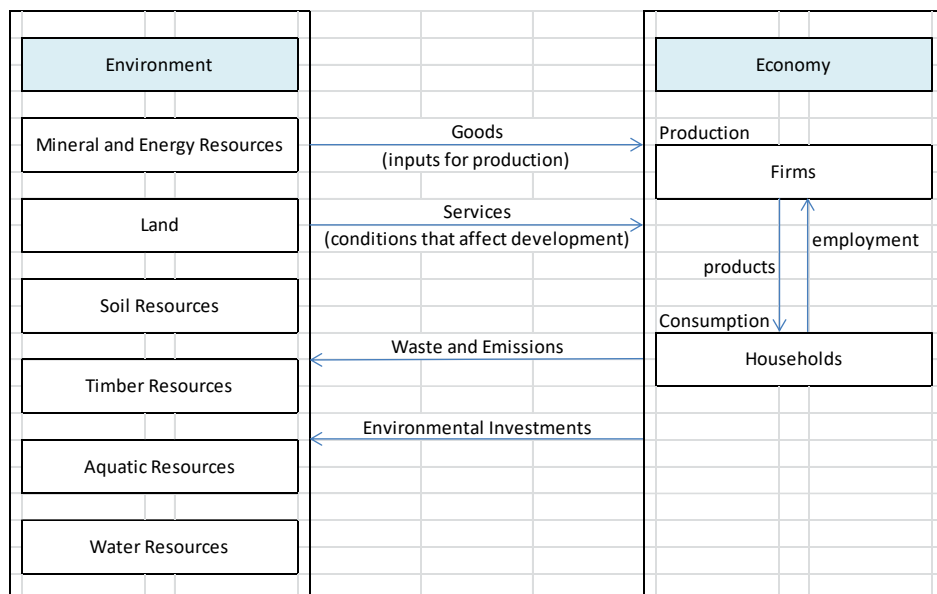 Environment
Economy
Mineral and Energy Resources
Goods
(inputs for production)
Production
Firms
Land
Services
(conditions that affect development)
employment
products
Soil Resources
Consumption
Waste and Emissions
Households
Timber Resources
Environmental Investments
Aquatic Resources
Water Resources